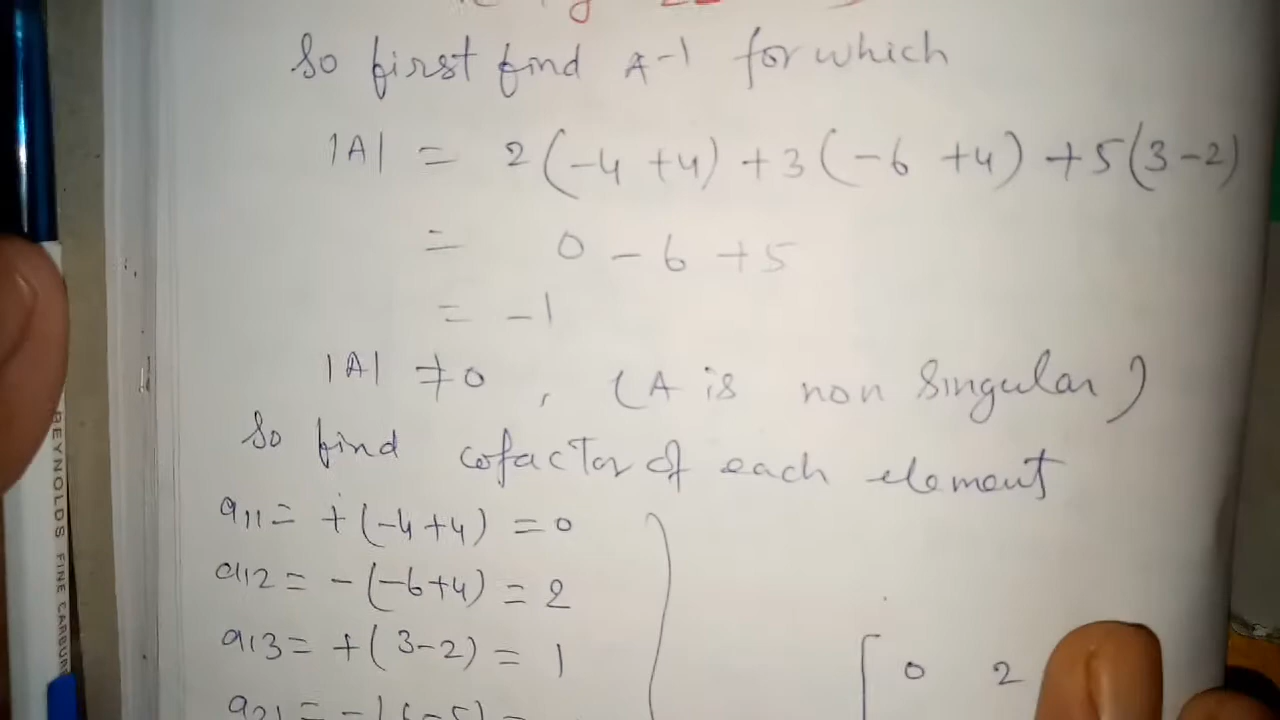 So first find A-1 for which
|A| = 2(-4+4)+3(-6+4)+5(3-2)
= 0-6+5
= -1
|A| ≠ 0, (A is non Singular)
So find cofactor of each element
a11 = +(-4+4) = 0
a12 = -(-6+4) = 2
a13 = +(3-2) = 1
0 2
REYNOLDS FINE CARBURE